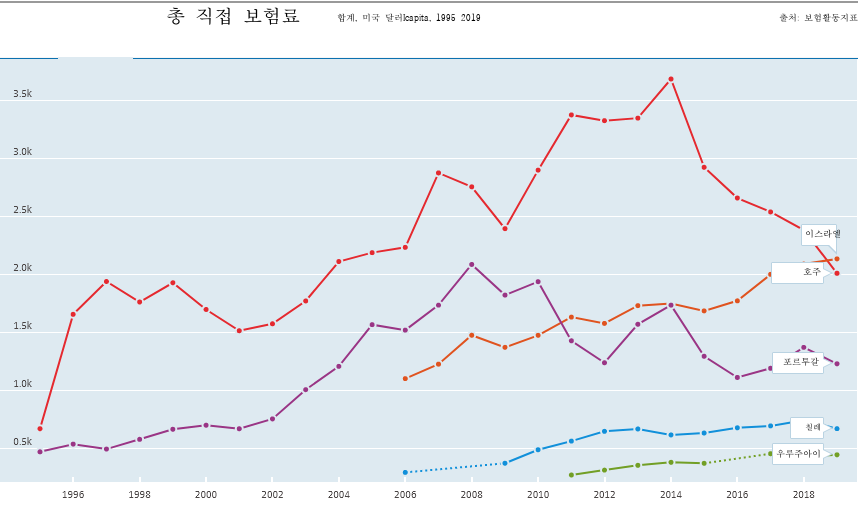 총 직접 보험료
합계, 미국 달러/capita, 1995 2019
출처: 보험활동지표
3.5k
3.0k
2.5k
이스라엘
2.0k
호주
1.5k
포르투갈
1.0k
칠레
0.5k
우루주아이
1996 1998 2000 2002 2004 2006 2008 2010 2012 2014 2016 2018